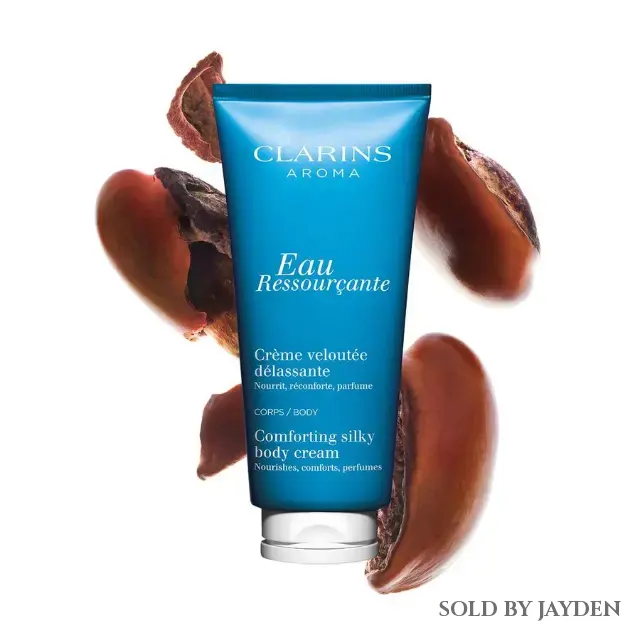 CLARINS
AROMA
Eau
Ressourçante
Crème veloutée
délassante
Nourrit, réconforte, parfume
CORPS / BODY
Comforting silky
body cream
Nourishes, comforts, perfumes
SOLD BY JAYDEN